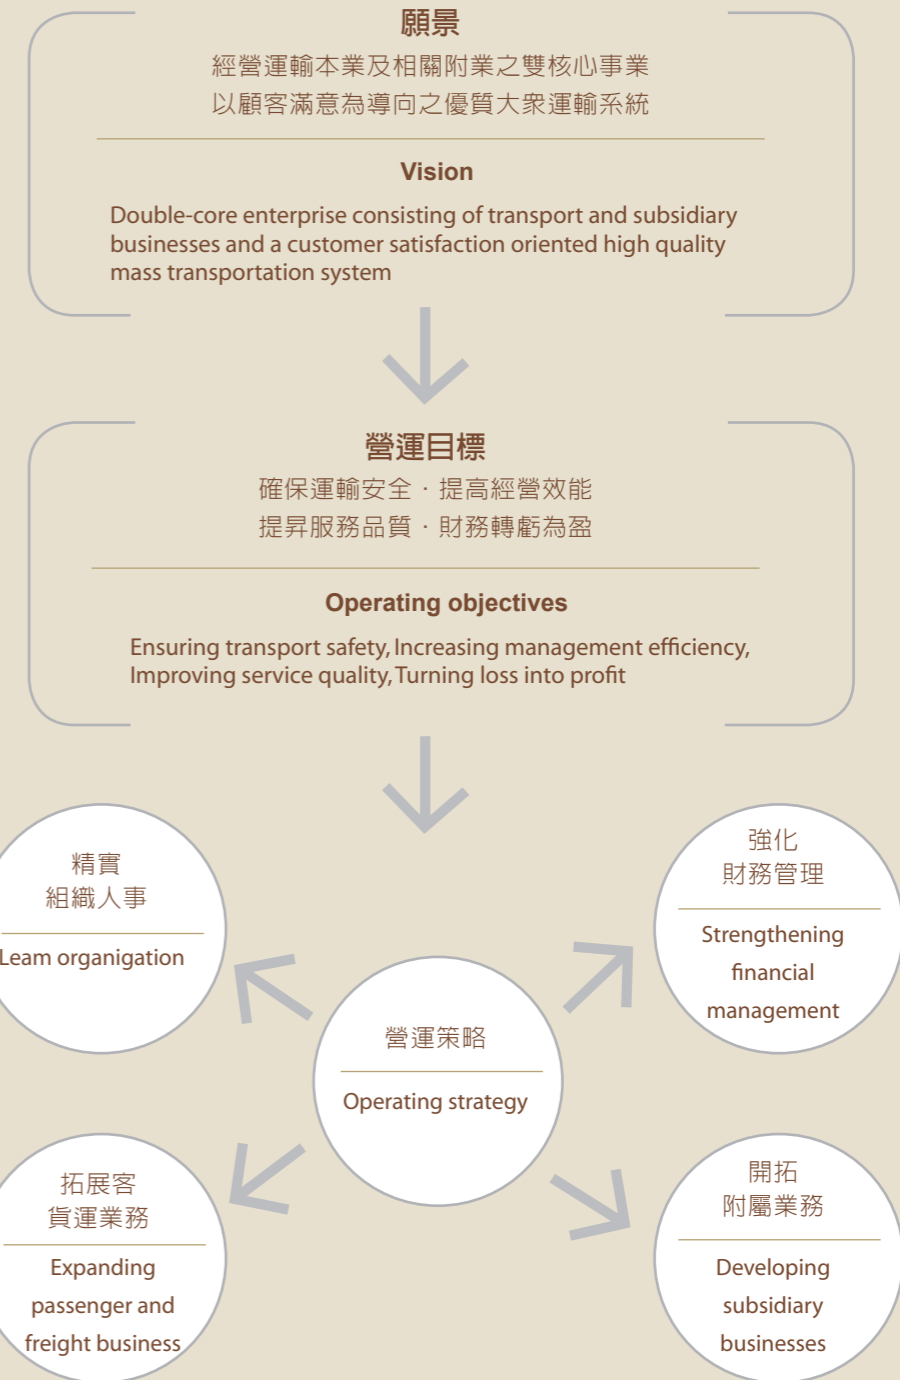 願景
經營運輸本業及相關附業之雙核心事業
以顧客滿意為導向之優質大眾運輸系統
Vision
Double-core enterprise consisting of transport and subsidiary
businesses and a customer satisfaction oriented high quality
mass transportation system
營運目標
確保運輸安全．提高經營效能
提昇服務品質．財務轉虧為盈
Operating objectives
Ensuring transport safety, Increasing management efficiency,
Improving service quality, Turning loss into profit
精實
組織人事
Leam organigation
強化
財務管理
Strengthening
financial
management
營運策略
Operating strategy
拓展客
貨運業務
Expanding
passenger and
freight business
開拓
附屬業務
Developing
subsidiary
businesses